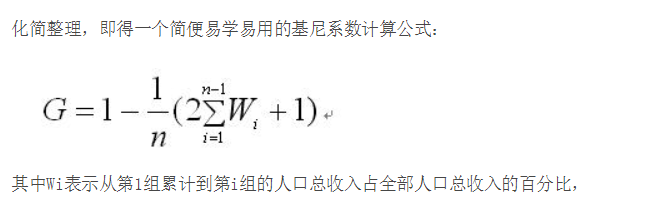 化简整理，即得一个简便易学易用的基尼系数计算公式：
G = 1 − \frac{1}{n}(2\sum_{i=1}^{n-1} W_i + 1) ↵
其中Wi表示从第1组累计到第i组的人口总收入占全部人口总收入的百分比，